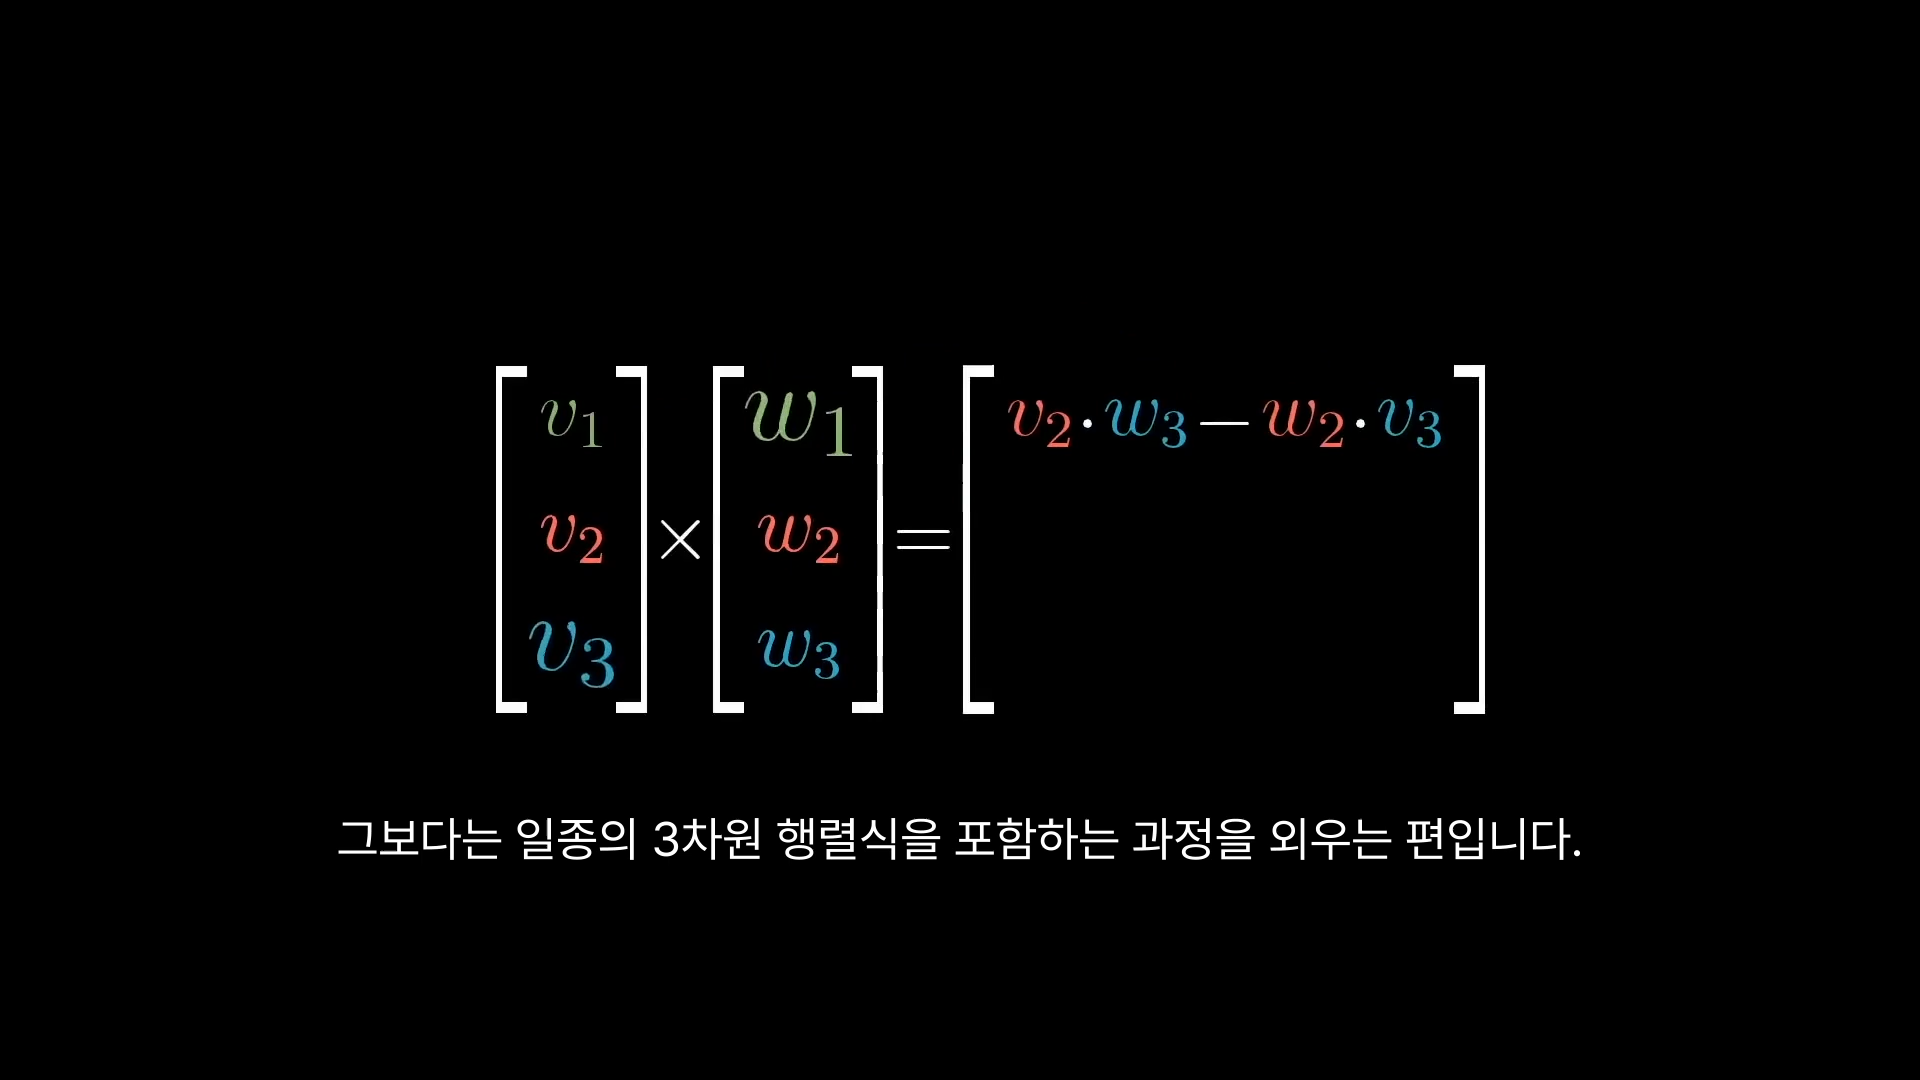 v₁ w₁ v₂·w₃−w₂·v₃
v₂ × w₂ =
v₃ w₃
그보다는 일종의 3차원 행렬식을 포함하는 과정을 외우는 편입니다.